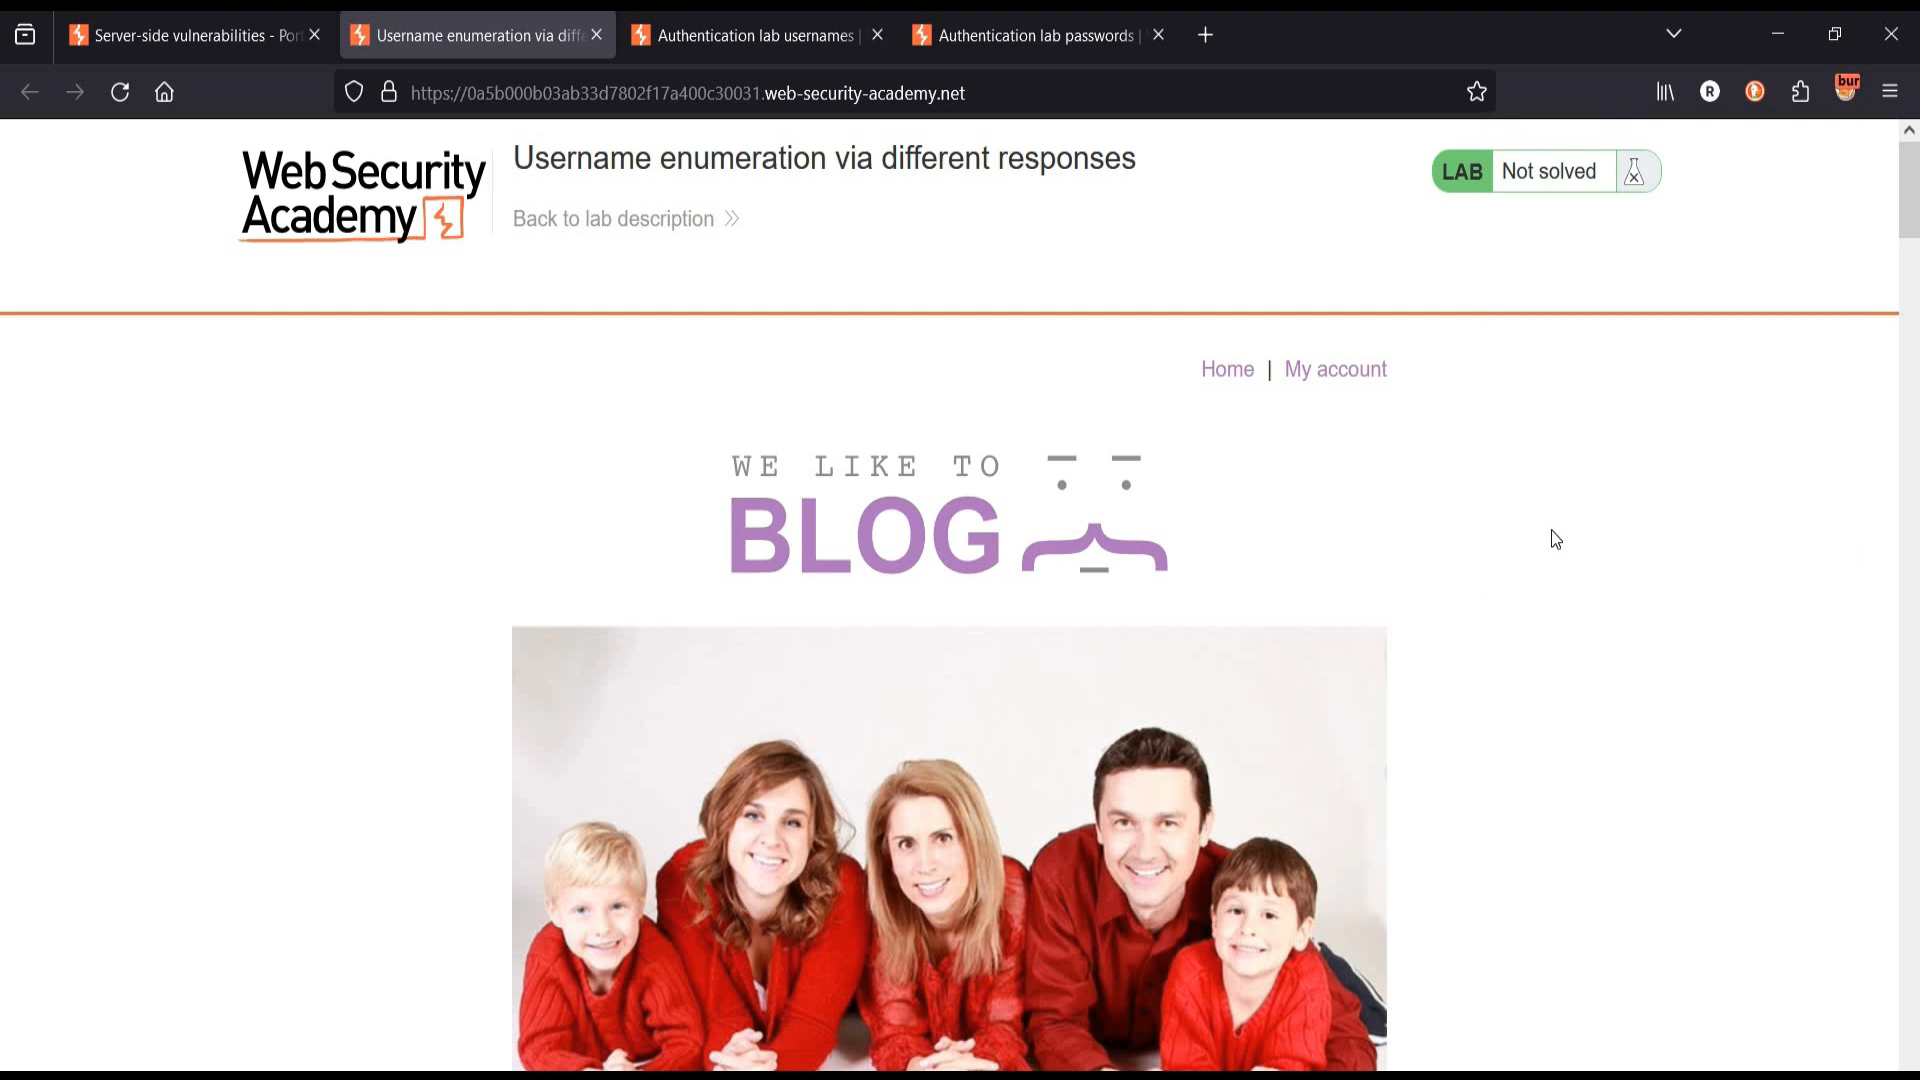 Server-side vulnerabilities - Port
Username enumeration via diffe
Authentication lab usernames |
Authentication lab passwords |
https://0a5b000b03ab33d7802f17a400c30031.web-security-academy.net
R
bur
Web Security
Academy
Username enumeration via different responses
Back to lab description
LAB Not solved
Home | My account
WE LIKE TO
BLOG